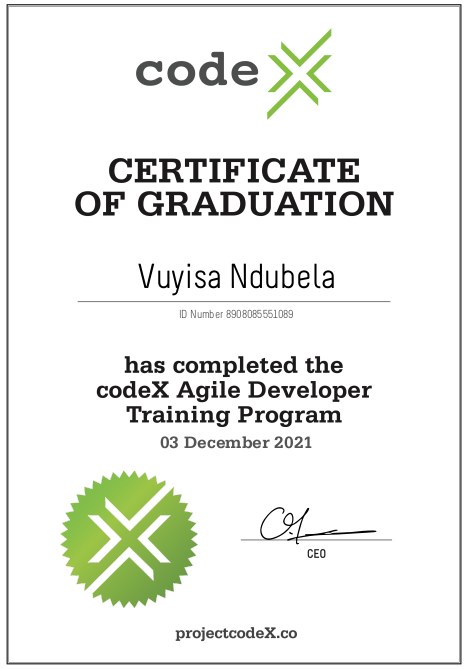 codeX
CERTIFICATE
OF GRADUATION
Vuyisa Ndubela
ID Number 8908085551089
has completed the
codeX Agile Developer
Training Program
03 December 2021
CEO
projectcodeX.co